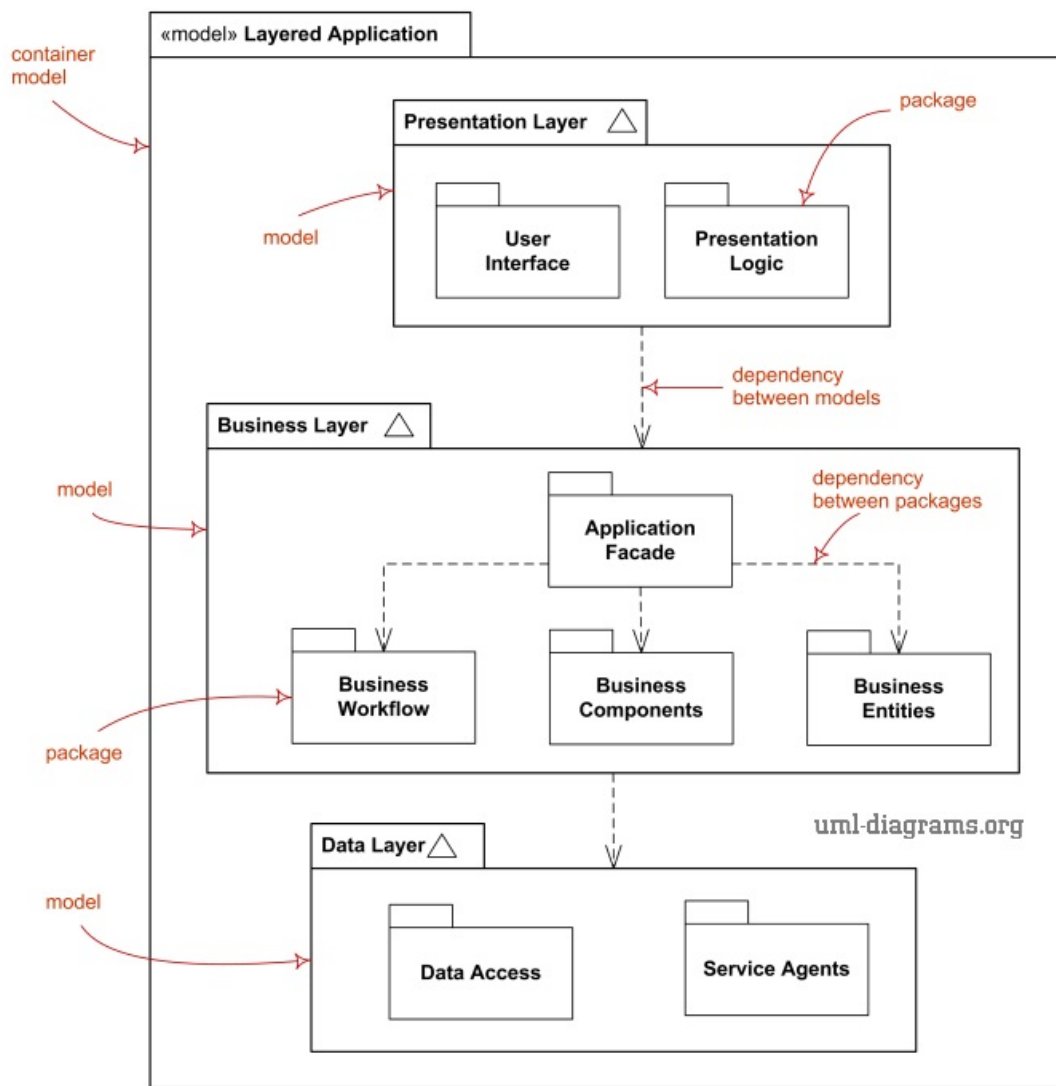 «model» Layered Application
container
model
Presentation Layer
package
model
User
Interface
Presentation
Logic
dependency
between models
Business Layer
model
dependency
between packages
Application
Facade
Business
Workflow
Business
Components
Business
Entities
package
uml-diagrams.org
Data Layer
model
Data Access
Service Agents